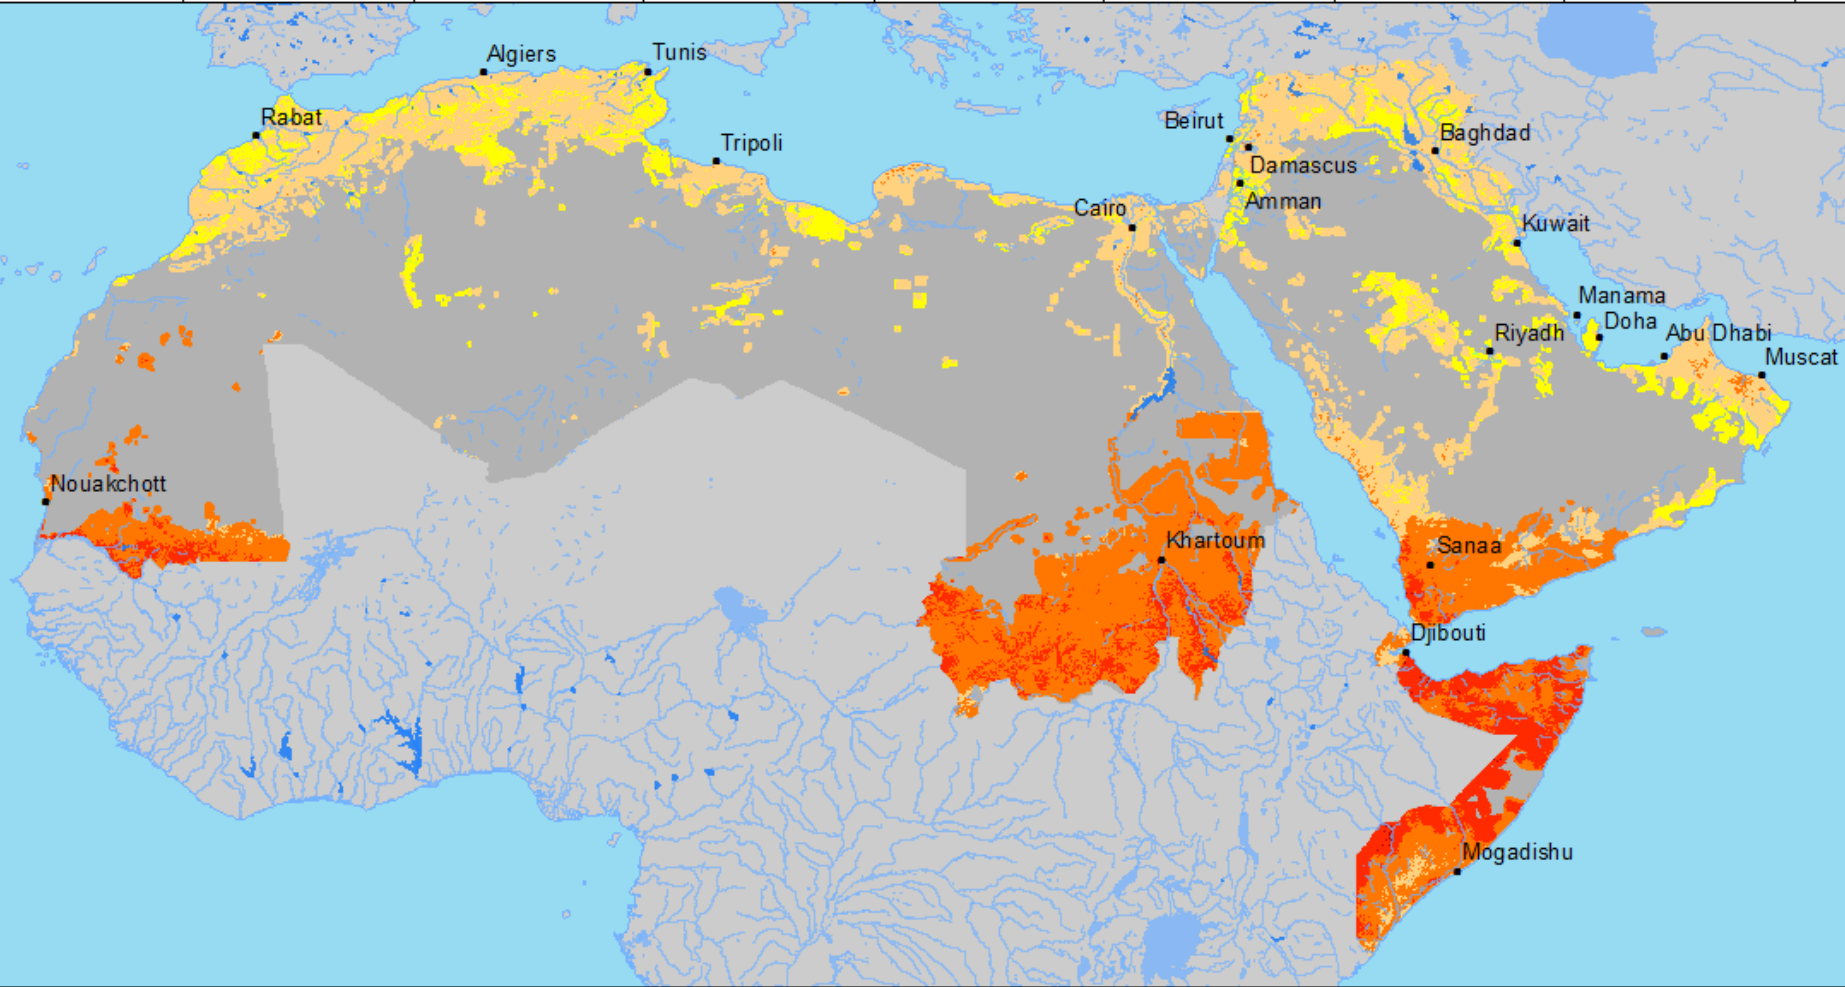 Algiers
Tunis
Rabat
Tripoli
Beirut
Baghdad
Damascus
Amman
Cairo
Kuwait
Manama
Doha
Riyadh
Abu Dhabi
Muscat
Nouakchott
Khartoum
Sanaa
Djibouti
Mogadishu